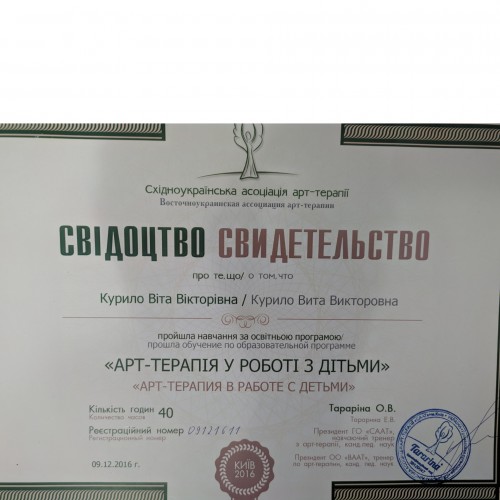 Східноукраїнська асоціація арт-терапії
Восточноукраинская ассоциация арт-терапии
СВІДОЦТВО СВИДЕТЕЛЬСТВО
про те,що/ о том,что
Курило Віта Вікторівна / Курило Вита Викторовна
пройшла навчання за освітньою програмою/
прошла обучение по образовательной программе
«АРТ-ТЕРАПІЯ У РОБОТІ З ДІТЬМИ»
«АРТ-ТЕРАПИЯ В РАБОТЕ С ДЕТЬМИ»
Кількість годин 40
Количество часов
Реєстраційний номер 09121611
Регистрационный номер
09.12.2016 г.
КИЇВ
2016
Тараріна О.В.
Тарарина Е.В.
Президент ГО «СААТ»,
навчаючий тренер
з арт-терапії, канд. пед. наук
Президент ОО «ВААТ», тренер
по арт-терапии, канд. пед. наук
Tararina